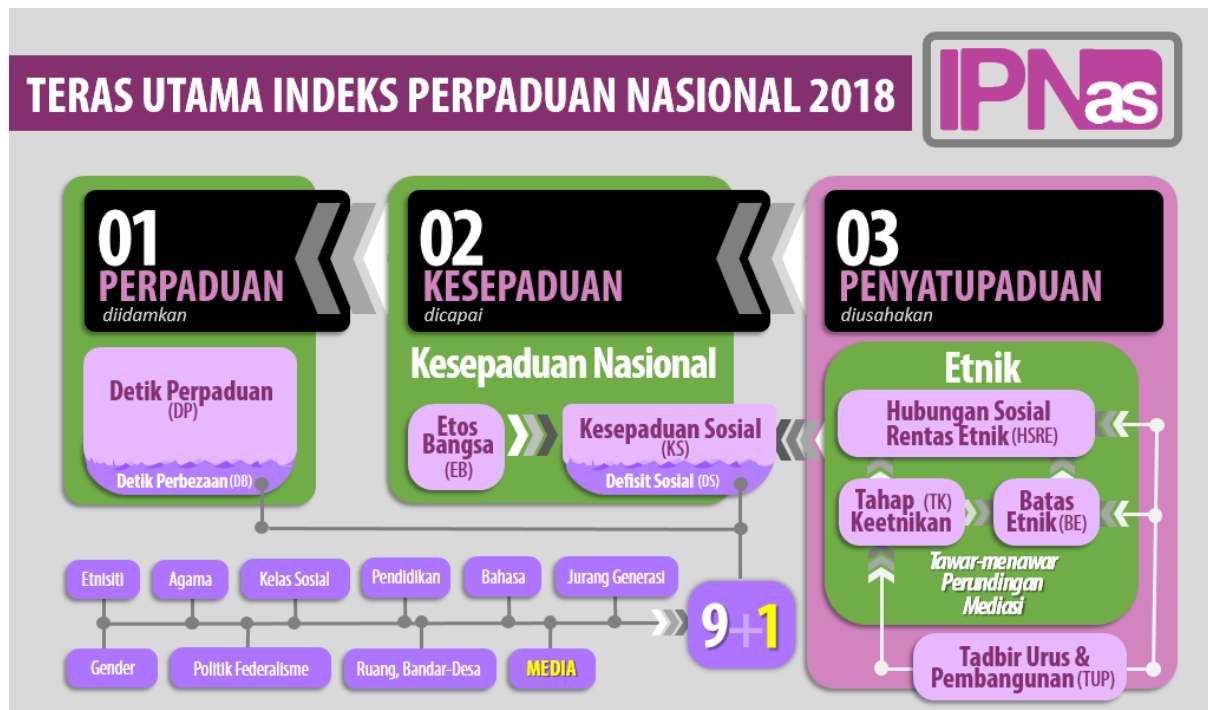 TERAS UTAMA INDEKS PERPADUAN NASIONAL 2018
IPNas
01
PERPADUAN
diidamkan
Detik Perpaduan
(DP)
Detik Perbezaan (DB)
02
KESEPADUAN
dicapai
Kesepaduan Nasional
Etos
Bangsa
(EB)
Kesepaduan Sosial
(KS)
Defisit Sosial (DS)
03
PENYATUPADUAN
diusahakan
Etnik
Hubungan Sosial
Rentas Etnik (HSRE)
Tahap (TK)
Keetnikan
Batas
Etnik (BE)
Tawar-menawar
Perundingan
Mediasi
Tadbir Urus &
Pembangunan (TUP)
Etnisiti
Agama
Kelas Sosial
Pendidikan
Bahasa
Jurang Generasi
9+1
Gender
Politik Federalisme
Ruang, Bandar-Desa
MEDIA